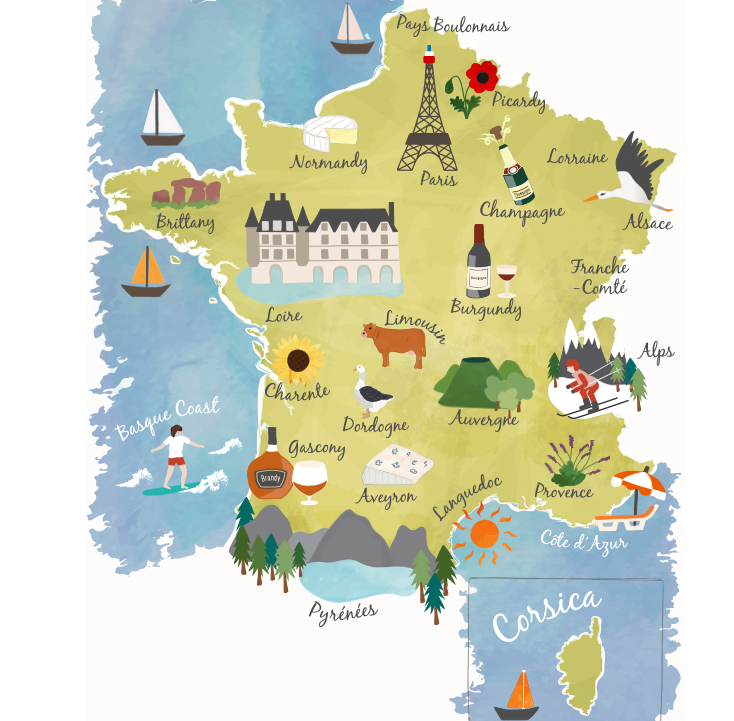 Pays Boulonnais
Picardy
Normandy
Paris
Lorraine
Champagne
Alsace
Brittany
Franche
-Comté
Burgundy
Loire
Limousin
Alps
Charente
Auvergne
Dordogne
Basque Coast
Gascony
Brandy
Aveyron
Languedoc
Provence
Côte d'Azur
Pyrénées
Corsica